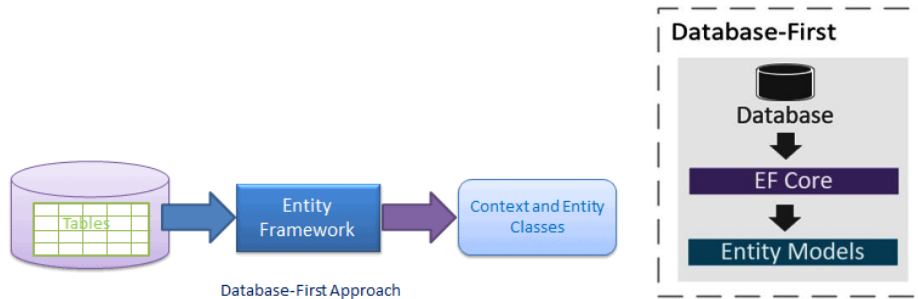 Tables
Entity
Framework
Context and Entity
Classes
Database-First Approach
Database-First
Database
EF Core
Entity Models